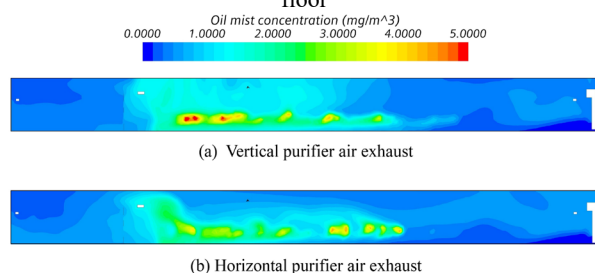 floor
Oil mist concentration (mg/m^3)
0.0000 1.0000 2.0000 3.0000 4.0000 5.0000
(a) Vertical purifier air exhaust
(b) Horizontal purifier air exhaust